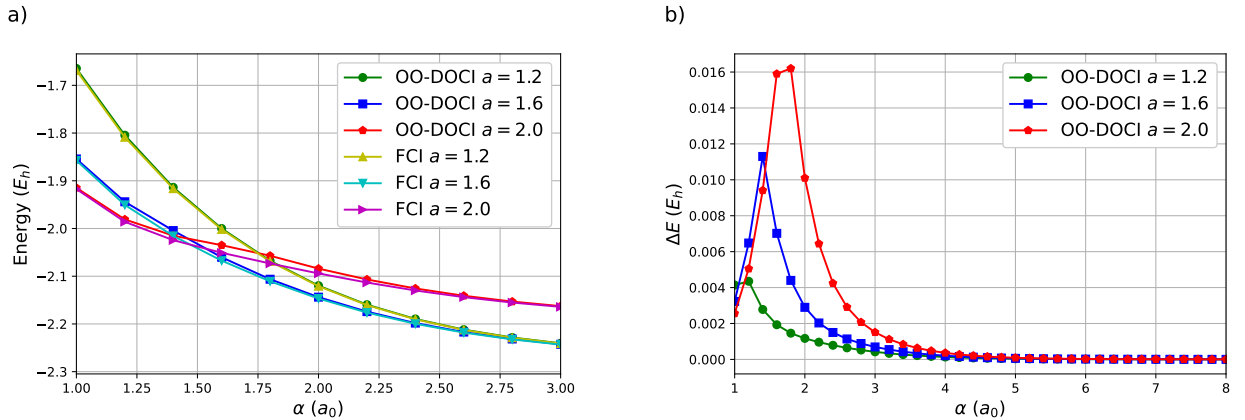 a)
−1.7
−1.8
−1.9
−2.0
−2.1
−2.2
−2.3
Energy (E_h)
1.00 1.25 1.50 1.75 2.00 2.25 2.50 2.75 3.00
α (a₀)
OO-DOCI a = 1.2
OO-DOCI a = 1.6
OO-DOCI a = 2.0
FCI a = 1.2
FCI a = 1.6
FCI a = 2.0
b)
0.016
0.014
0.012
0.010
0.008
0.006
0.004
0.002
0.000
ΔE (E_h)
1 2 3 4 5 6 7 8
α (a₀)
OO-DOCI a = 1.2
OO-DOCI a = 1.6
OO-DOCI a = 2.0